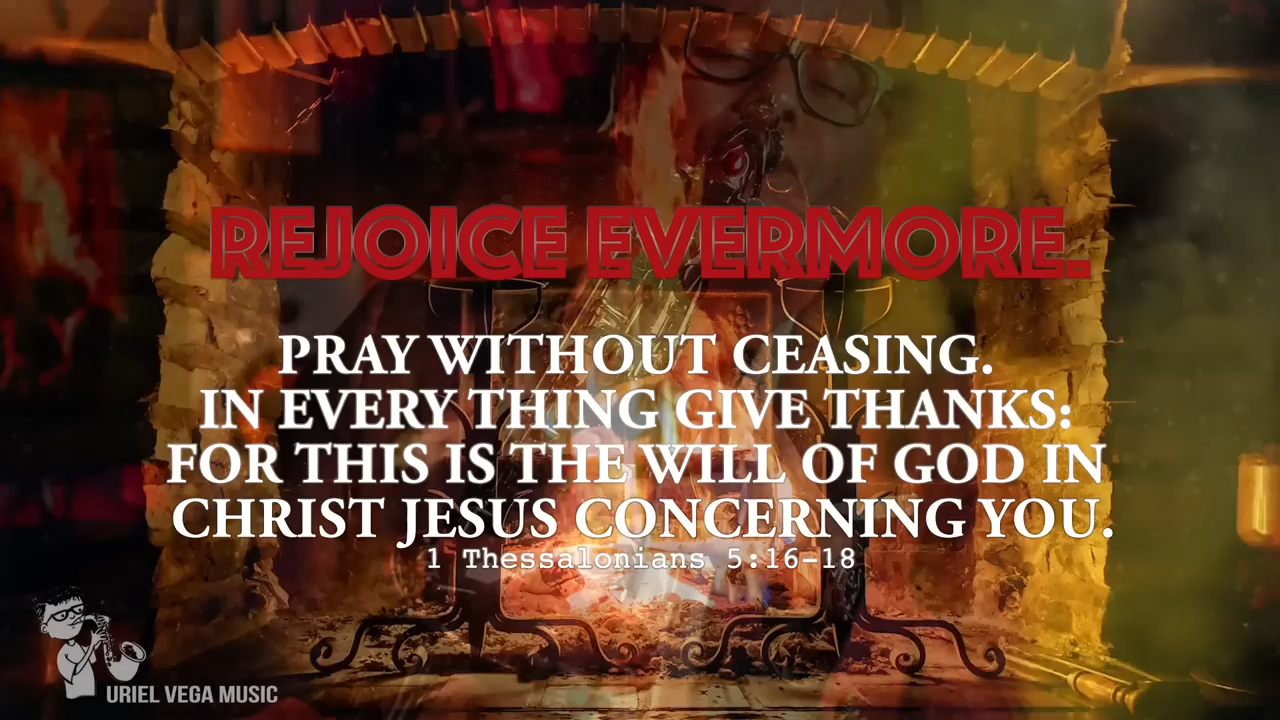 REJOICE EVERMORE.
PRAY WITHOUT CEASING.
IN EVERY THING GIVE THANKS:
FOR THIS IS THE WILL OF GOD IN
CHRIST JESUS CONCERNING YOU.
1 Thessalonians 5:16-18
URIEL VEGA MUSIC